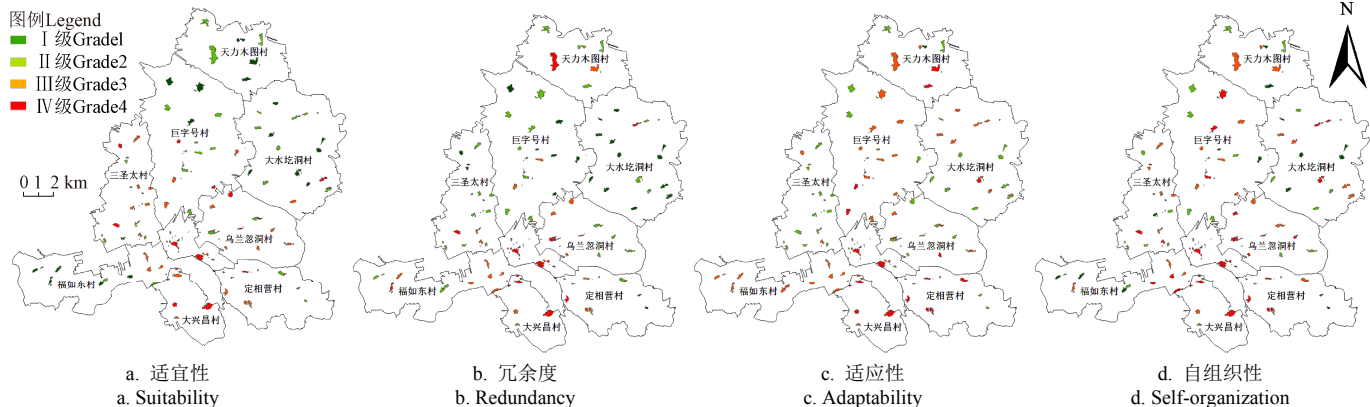 图例Legend
Ⅰ级Grade1
Ⅱ级Grade2
Ⅲ级Grade3
Ⅳ级Grade4
0 1 2 km
N
天力木图村
巨字号村
大水圪洞村
三圣太村
乌兰忽洞村
福如东村
定相营村
大兴昌村
天力木图村
巨字号村
大水圪洞村
三圣太村
乌兰忽洞村
福如东村
定相营村
大兴昌村
天力木图村
巨字号村
大水圪洞村
三圣太村
乌兰忽洞村
福如东村
定相营村
大兴昌村
天力木图村
巨字号村
大水圪洞村
三圣太村
乌兰忽洞村
福如东村
定相营村
大兴昌村
a. 适宜性
a. Suitability
b. 冗余度
b. Redundancy
c. 适应性
c. Adaptability
d. 自组织性
d. Self-organization